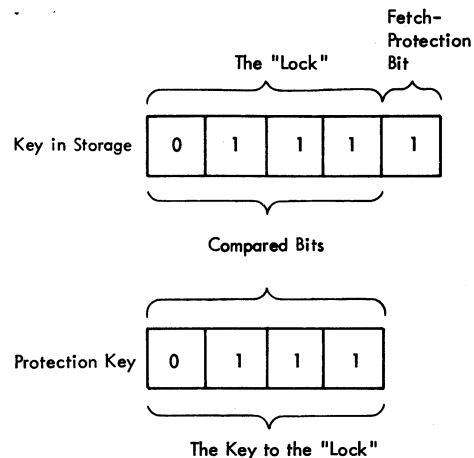 Fetch-
Protection
Bit
The "Lock"
Key in Storage 0 1 1 1 1
Compared Bits
Protection Key 0 1 1 1
The Key to the "Lock"